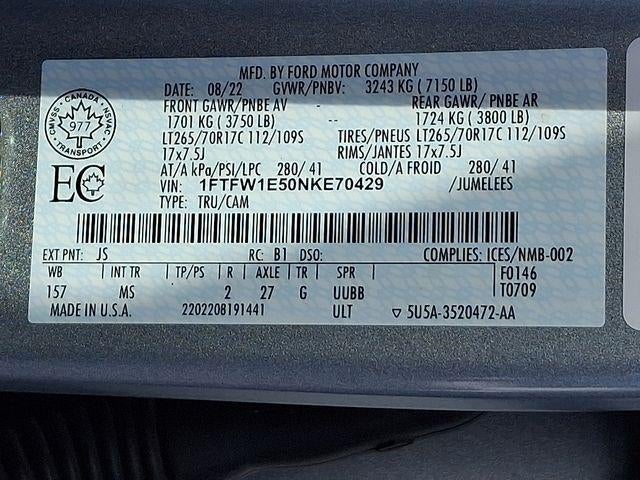 MFD. BY FORD MOTOR COMPANY
DATE: 08/22 GVWR/PNBV: 3243 KG ( 7150 LB)
FRONT GAWR/PNBE AV - REAR GAWR/ PNBE AR
1701 KG ( 3750 LB) -- 1724 KG ( 3800 LB)
LT265/70R17C 112/109S TIRES/PNEUS LT265/70R17C 112/109S
17x7.5J RIMS/JANTES 17x7.5J
AT/A kPa/PSI/LPC 280/ 41 COLD/A FROID 280/ 41
VIN: 1FTFW1E50NKE70429 /JUMELEES
TYPE: TRU/CAM
CANADA
CMVSS NSVAC
977
TRANSPORT
EC
EXT PNT: JS RC: B1 DSO: COMPLIES: ICES/NMB-002
WB INT TR TP/PS R AXLE TR SPR F0146
157 MS 2 27 G UUBB T0709
MADE IN U.S.A. 2202208191441 ULT ▽ 5U5A-3520472-AA